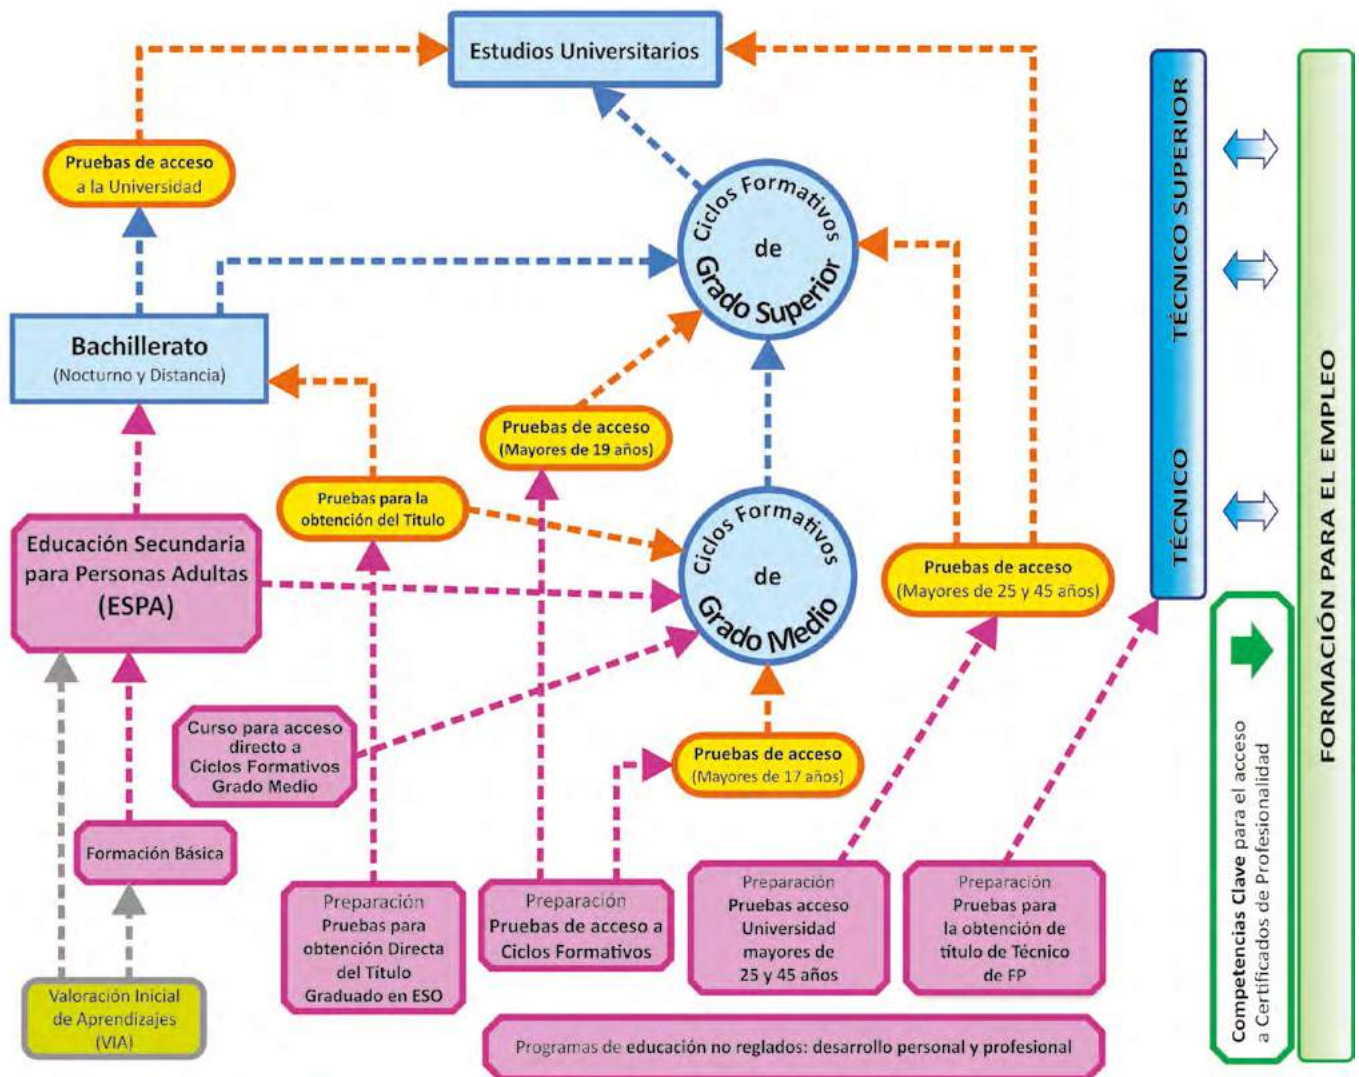 Estudios Universitarios
Pruebas de acceso
a la Universidad
Ciclos Formativos
de
Grado Superior
Bachillerato
(Nocturno y Distancia)
Pruebas de acceso
(Mayores de 19 años)
Pruebas para la
obtención del Titulo
Ciclos Formativos
de
Grado Medio
Educación Secundaria
para Personas Adultas
(ESPA)
Pruebas de acceso
(Mayores de 25 y 45 años)
Curso para acceso
directo a
Ciclos Formativos
Grado Medio
Pruebas de acceso
(Mayores de 17 años)
Formación Básica
Preparación
Pruebas para
obtención Directa
del Título
Graduado en ESO
Preparación
Pruebas de acceso a
Ciclos Formativos
Preparación
Pruebas acceso
Universidad
mayores de
25 y 45 años
Preparación
Pruebas para
la obtención de
título de Técnico
de FP
Valoración Inicial
de Aprendizajes
(VIA)
Programas de educación no reglados: desarrollo personal y profesional
TÉCNICO SUPERIOR
TÉCNICO
Competencias Clave para el acceso
a Certificados de Profesionalidad
FORMACIÓN PARA EL EMPLEO